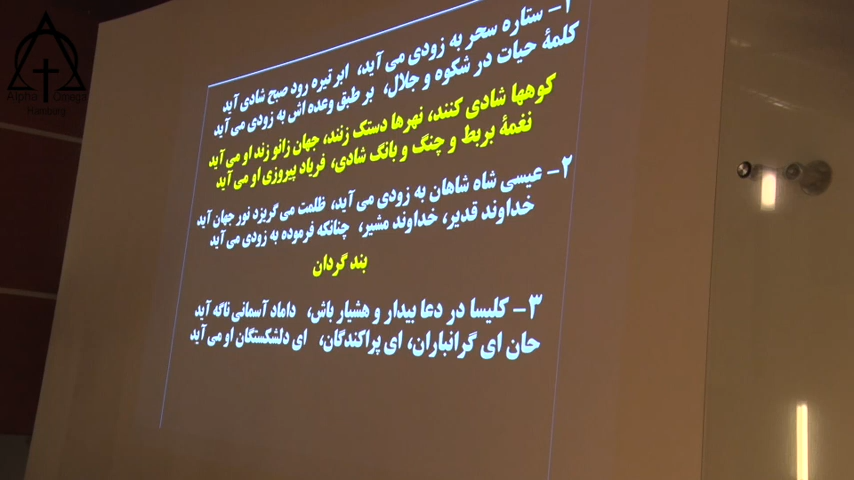 ۱- ستاره سحر به زودی می آید، ابر تیره رود صبح شادی آید
کلمهٔ حیات در شکوه و جلال، بر طبق وعده اش به زودی می آید
کوهها شادی کنند، نهرها دستک زنند، جهان زانو زند او می آید
نغمهٔ بربط و چنگ و بانگ شادی، فریاد پیروزی او می آید
۲- عیسی شاه شاهان به زودی می آید، ظلمت می گریزد نور جهان آید
خداوند قدیر، خداوند مشیر، چنانکه فرموده به زودی می آید
بند گردان
۳- کلیسا در دعا بیدار و هشیار باش، داماد آسمانی ناگه آید
حان ای گرانباران، ای پراکندگان، ای دلشکستگان او می آید
Alpha Omega
Hamburg